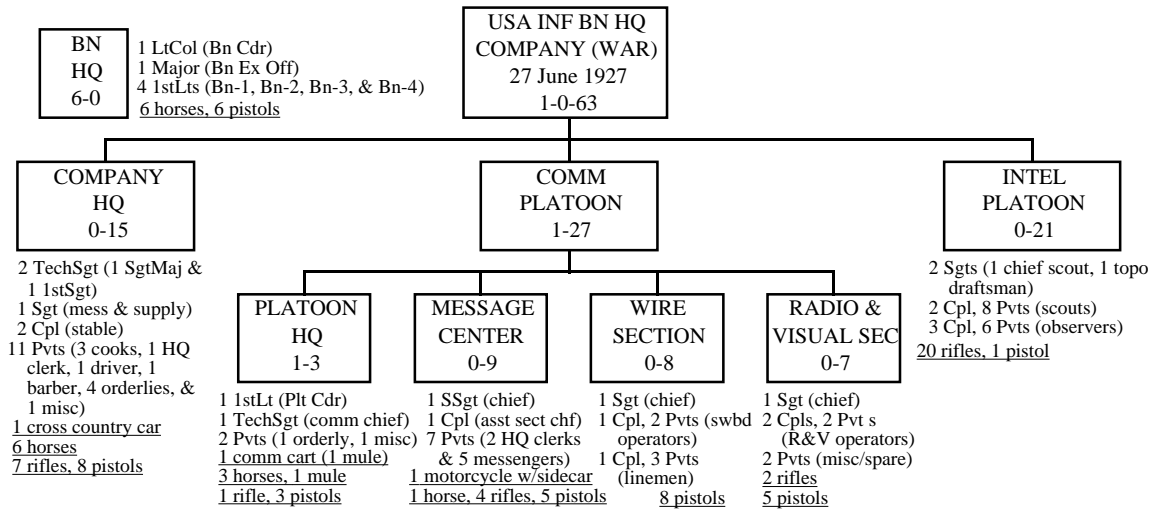 BN
HQ
6-0
1 LtCol (Bn Cdr)
1 Major (Bn Ex Off)
4 1stLts (Bn-1, Bn-2, Bn-3, & Bn-4)
6 horses, 6 pistols
USA INF BN HQ
COMPANY (WAR)
27 June 1927
1-0-63
COMPANY
HQ
0-15
2 TechSgt (1 SgtMaj &
1 1stSgt)
1 Sgt (mess & supply)
2 Cpl (stable)
11 Pvts (3 cooks, 1 HQ
clerk, 1 driver, 1
barber, 4 orderlies, &
1 misc)
1 cross country car
6 horses
7 rifles, 8 pistols
COMM
PLATOON
1-27
PLATOON
HQ
1-3
1 1stLt (Plt Cdr)
1 TechSgt (comm chief)
2 Pvts (1 orderly, 1 misc)
1 comm cart (1 mule)
3 horses, 1 mule
1 rifle, 3 pistols
MESSAGE
CENTER
0-9
1 SSgt (chief)
1 Cpl (asst sect chf)
7 Pvts (2 HQ clerks
& 5 messengers)
1 motorcycle w/sidecar
1 horse, 4 rifles, 5 pistols
WIRE
SECTION
0-8
1 Sgt (chief)
1 Cpl, 2 Pvts (swbd
operators)
1 Cpl, 3 Pvts
(linemen)
8 pistols
RADIO &
VISUAL SEC
0-7
1 Sgt (chief)
2 Cpls, 2 Pvt s
(R&V operators)
2 Pvts (misc/spare)
2 rifles
5 pistols
INTEL
PLATOON
0-21
2 Sgts (1 chief scout, 1 topo
draftsman)
2 Cpl, 8 Pvts (scouts)
3 Cpl, 6 Pvts (observers)
20 rifles, 1 pistol